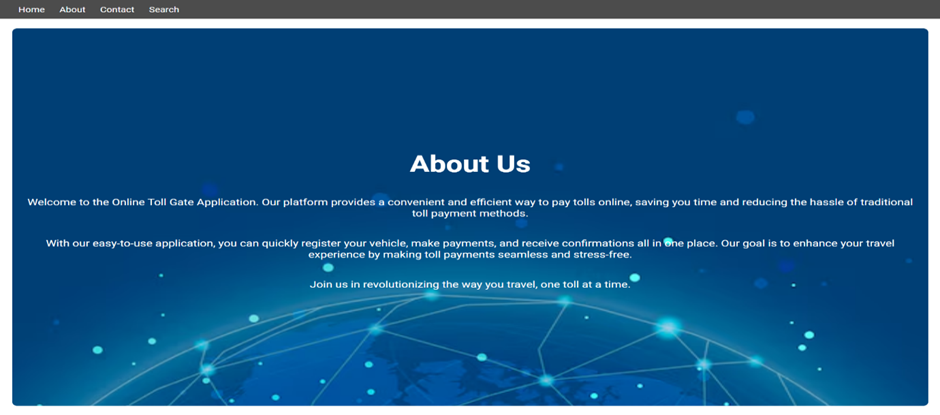 Home About Contact Search
About Us
Welcome to the Online Toll Gate Application. Our platform provides a convenient and efficient way to pay tolls online, saving you time and reducing the hassle of traditional
toll payment methods.
With our easy-to-use application, you can quickly register your vehicle, make payments, and receive confirmations all in one place. Our goal is to enhance your travel
experience by making toll payments seamless and stress-free.
Join us in revolutionizing the way you travel, one toll at a time.